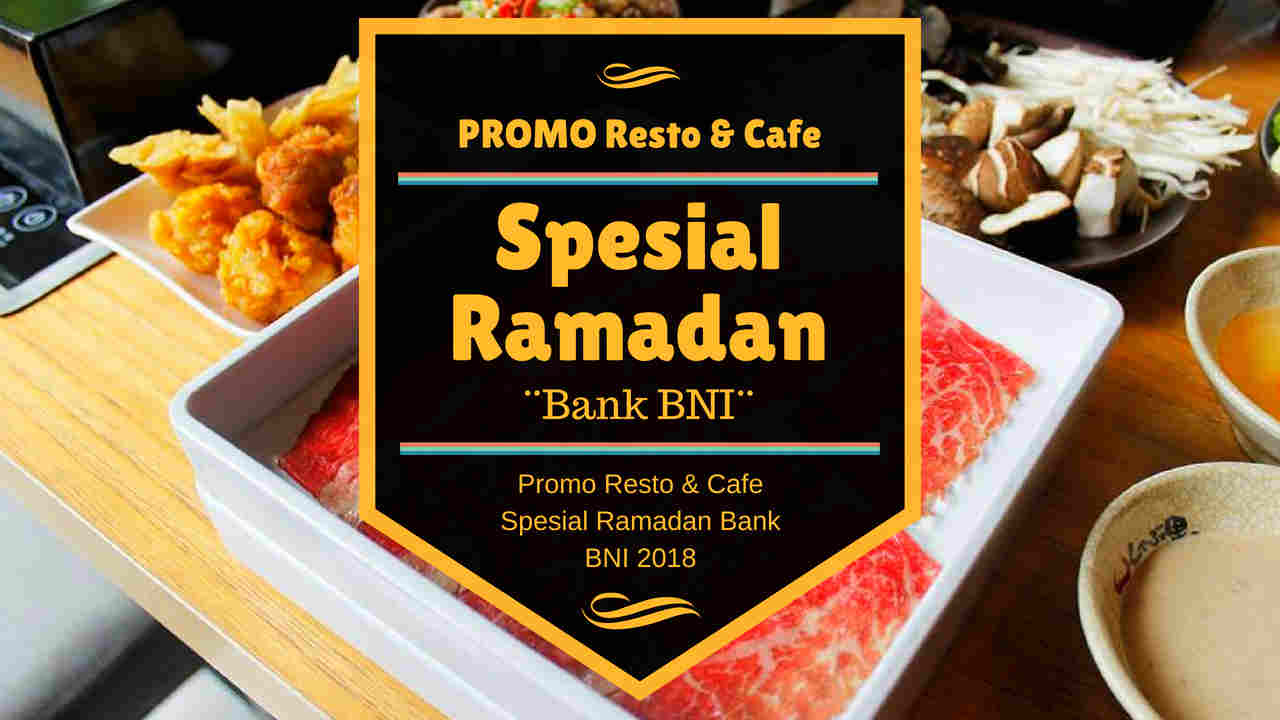 PROMO Resto & Cafe
Spesial
Ramadan
¨Bank BNI¨
Promo Resto & Cafe
Spesial Ramadan Bank
BNI 2018